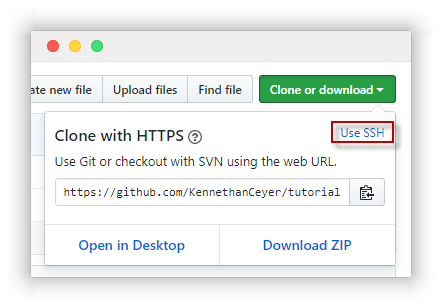 ate new file Upload files Find file Clone or download
Clone with HTTPS Use SSH
Use Git or checkout with SVN using the web URL.
https://github.com/KennethanCeyer/tutorial
Open in Desktop Download ZIP